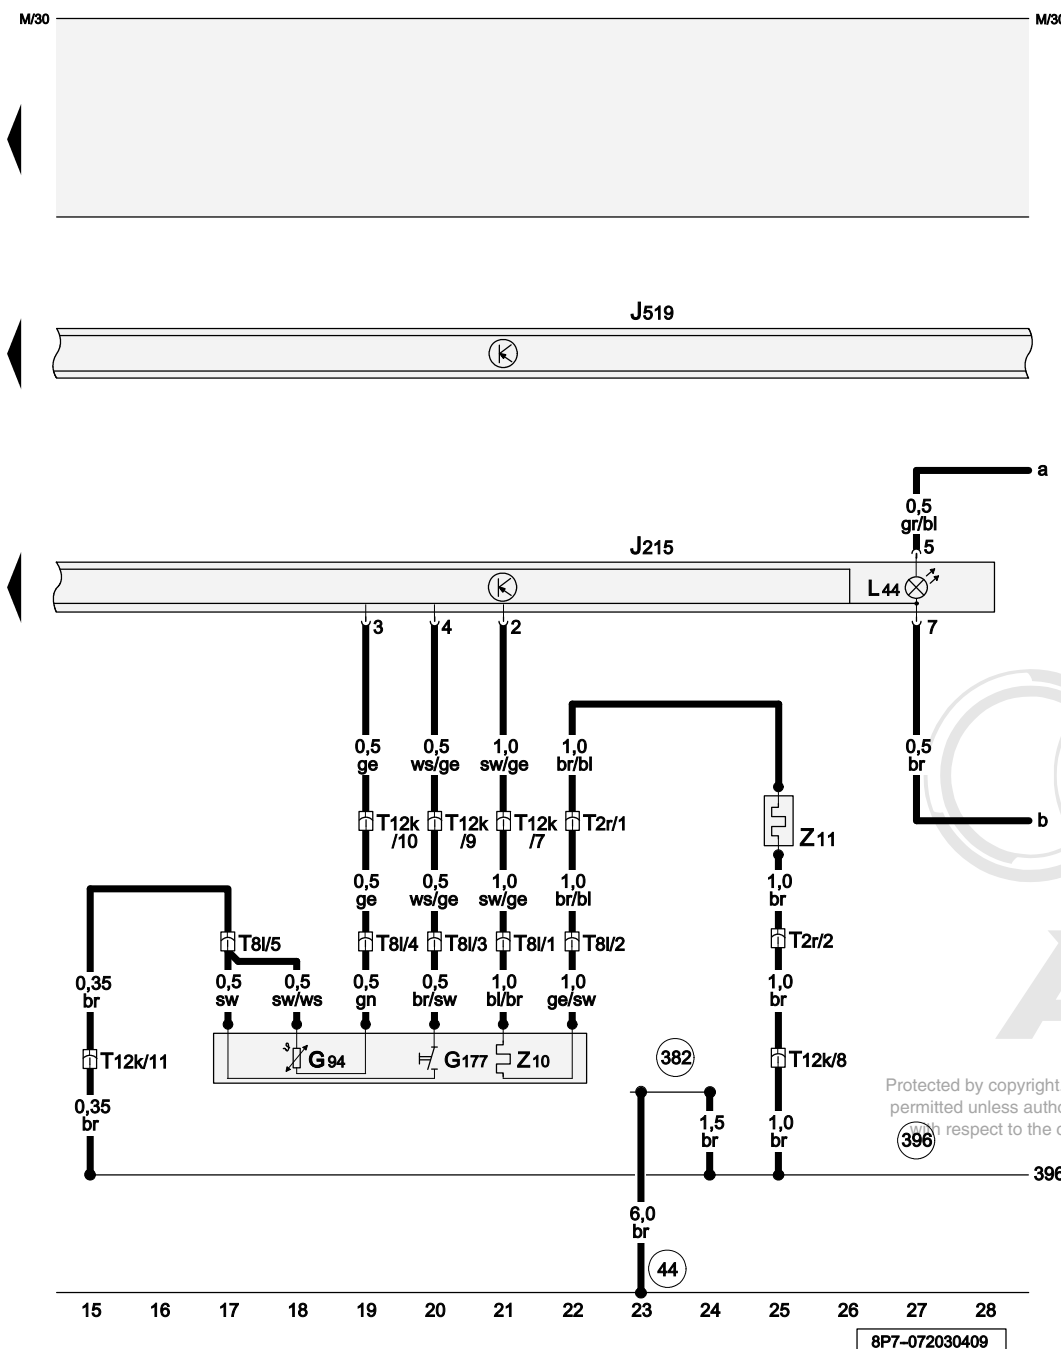 M/30
M/30
J519
a
0,5
gr/bl
J215
5
L44
3
4
2
7
0,5
ge
0,5
ws/ge
1,0
sw/ge
1,0
br/bl
0,5
br
T12k
/10
T12k
/9
T12k
/7
T2r/1
b
Z11
0,5
ge
0,5
ws/ge
1,0
sw/ge
1,0
br/bl
1,0
br
T8l/5
T8l/4
T8l/3
T8l/1
T8l/2
T2r/2
0,35
br
0,5
sw
0,5
sw/ws
0,5
gn
0,5
br/sw
1,0
bl/br
1,0
ge/sw
1,0
br
T12k/11
G94
G177
Z10
382
T12k/8
A
Protected by copyright.
permitted unless autho
with respect to the c
0,35
br
1,5
br
1,0
br
396
396
6,0
br
44
15 16 17 18 19 20 21 22 23 24 25 26 27 28
8P7-072030409